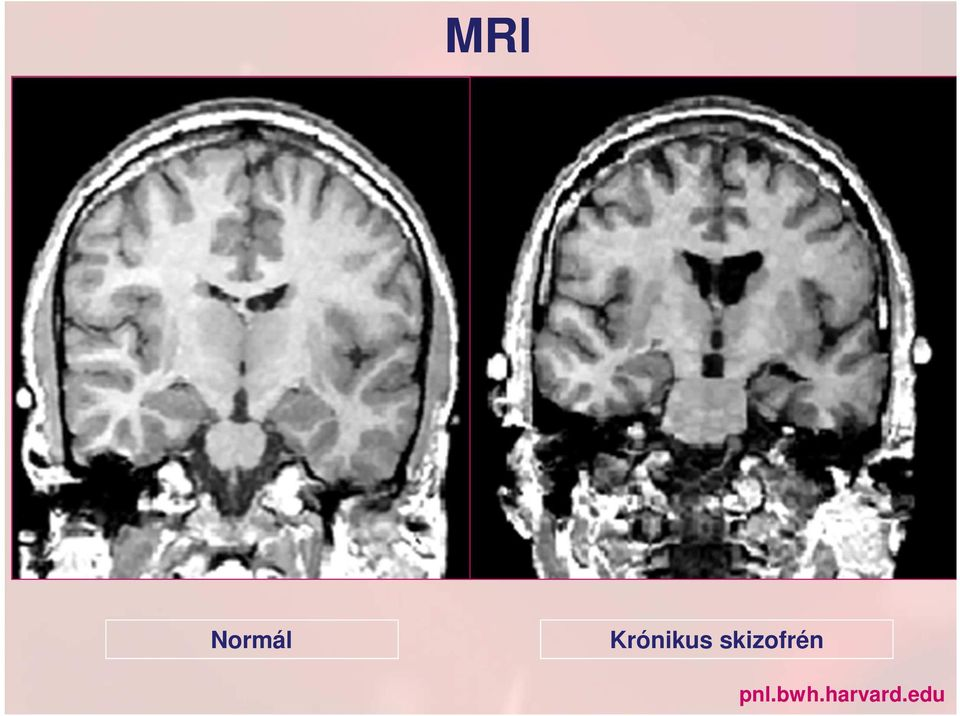 MRI
Normál
Krónikus skizofrén
pnl.bwh.harvard.edu